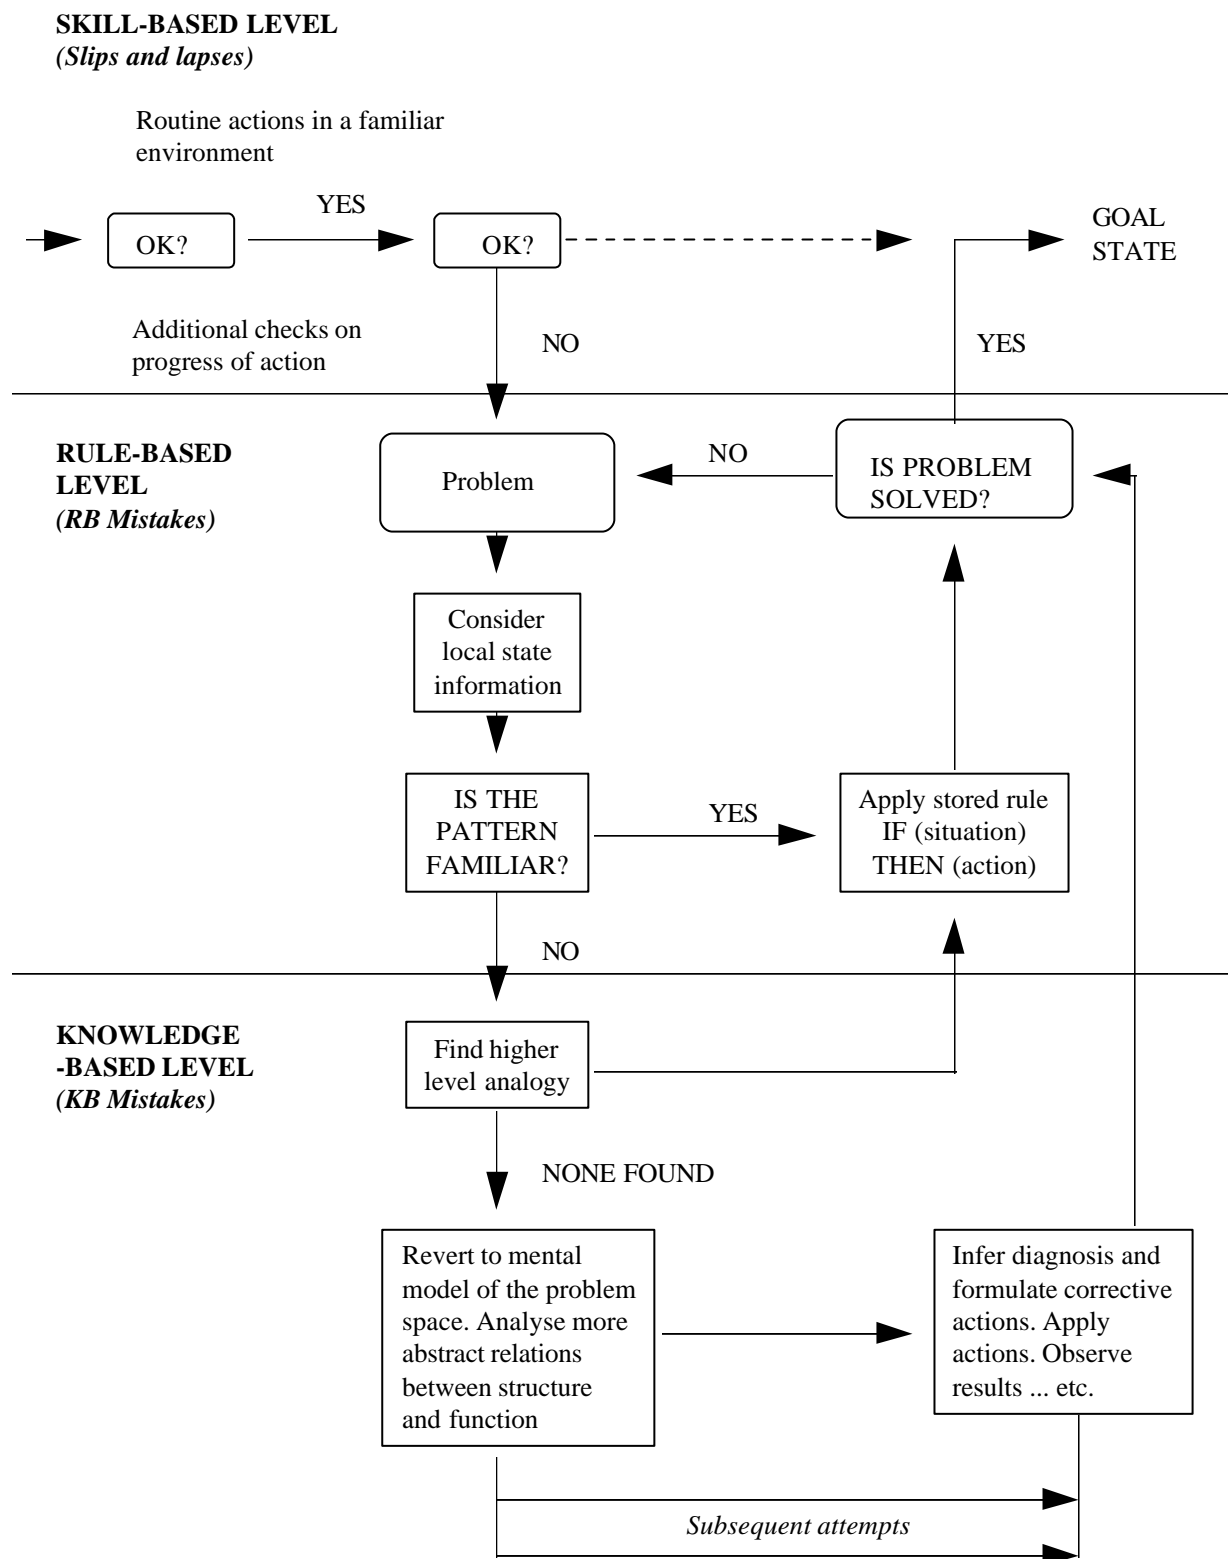 SKILL-BASED LEVEL
(Slips and lapses)
Routine actions in a familiar
environment
YES
OK?
OK?
GOAL
STATE
Additional checks on
progress of action
NO
YES
RULE-BASED
LEVEL
(RB Mistakes)
Problem
NO
IS PROBLEM
SOLVED?
Consider
local state
information
IS THE
PATTERN
FAMILIAR?
YES
Apply stored rule
IF (situation)
THEN (action)
NO
KNOWLEDGE
-BASED LEVEL
(KB Mistakes)
Find higher
level analogy
NONE FOUND
Revert to mental
model of the problem
space. Analyse more
abstract relations
between structure
and function
Infer diagnosis and
formulate corrective
actions. Apply
actions. Observe
results ... etc.
Subsequent attempts